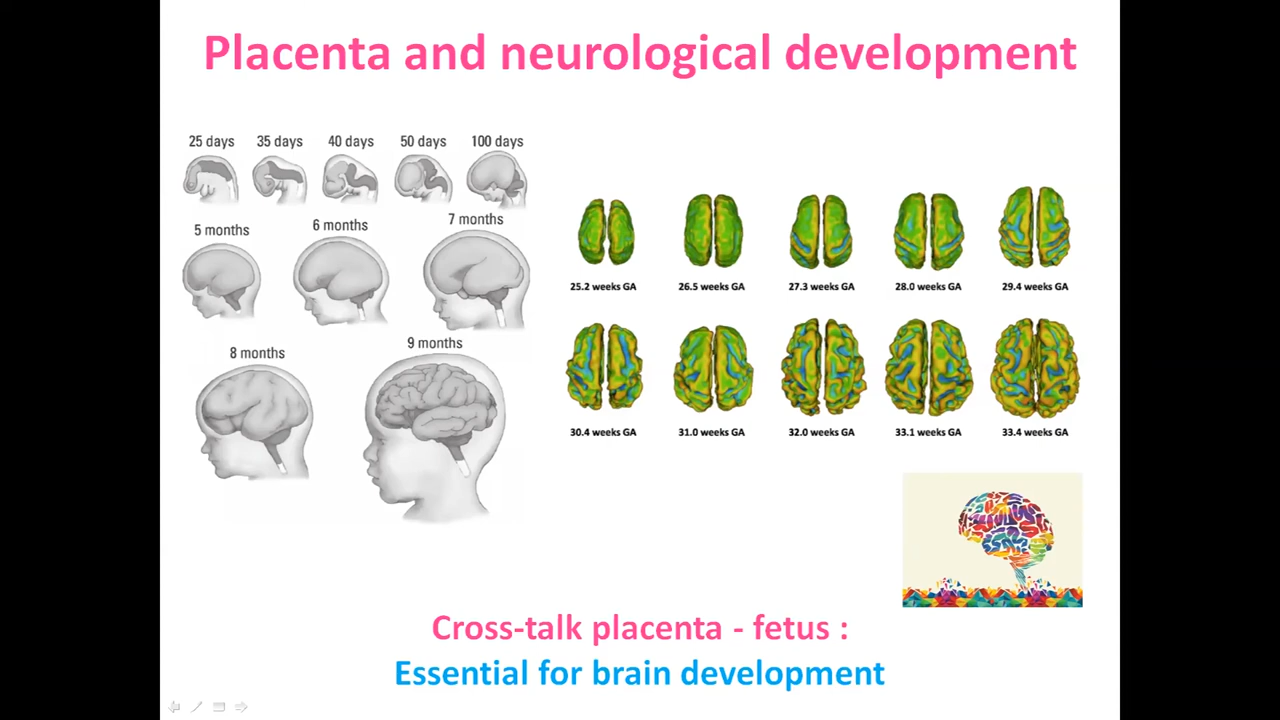 Placenta and neurological development
25 days 35 days 40 days 50 days 100 days
5 months 6 months 7 months
8 months 9 months
25.2 weeks GA 26.5 weeks GA 27.3 weeks GA 28.0 weeks GA 29.4 weeks GA
30.4 weeks GA 31.0 weeks GA 32.0 weeks GA 33.1 weeks GA 33.4 weeks GA
Cross-talk placenta - fetus :
Essential for brain development